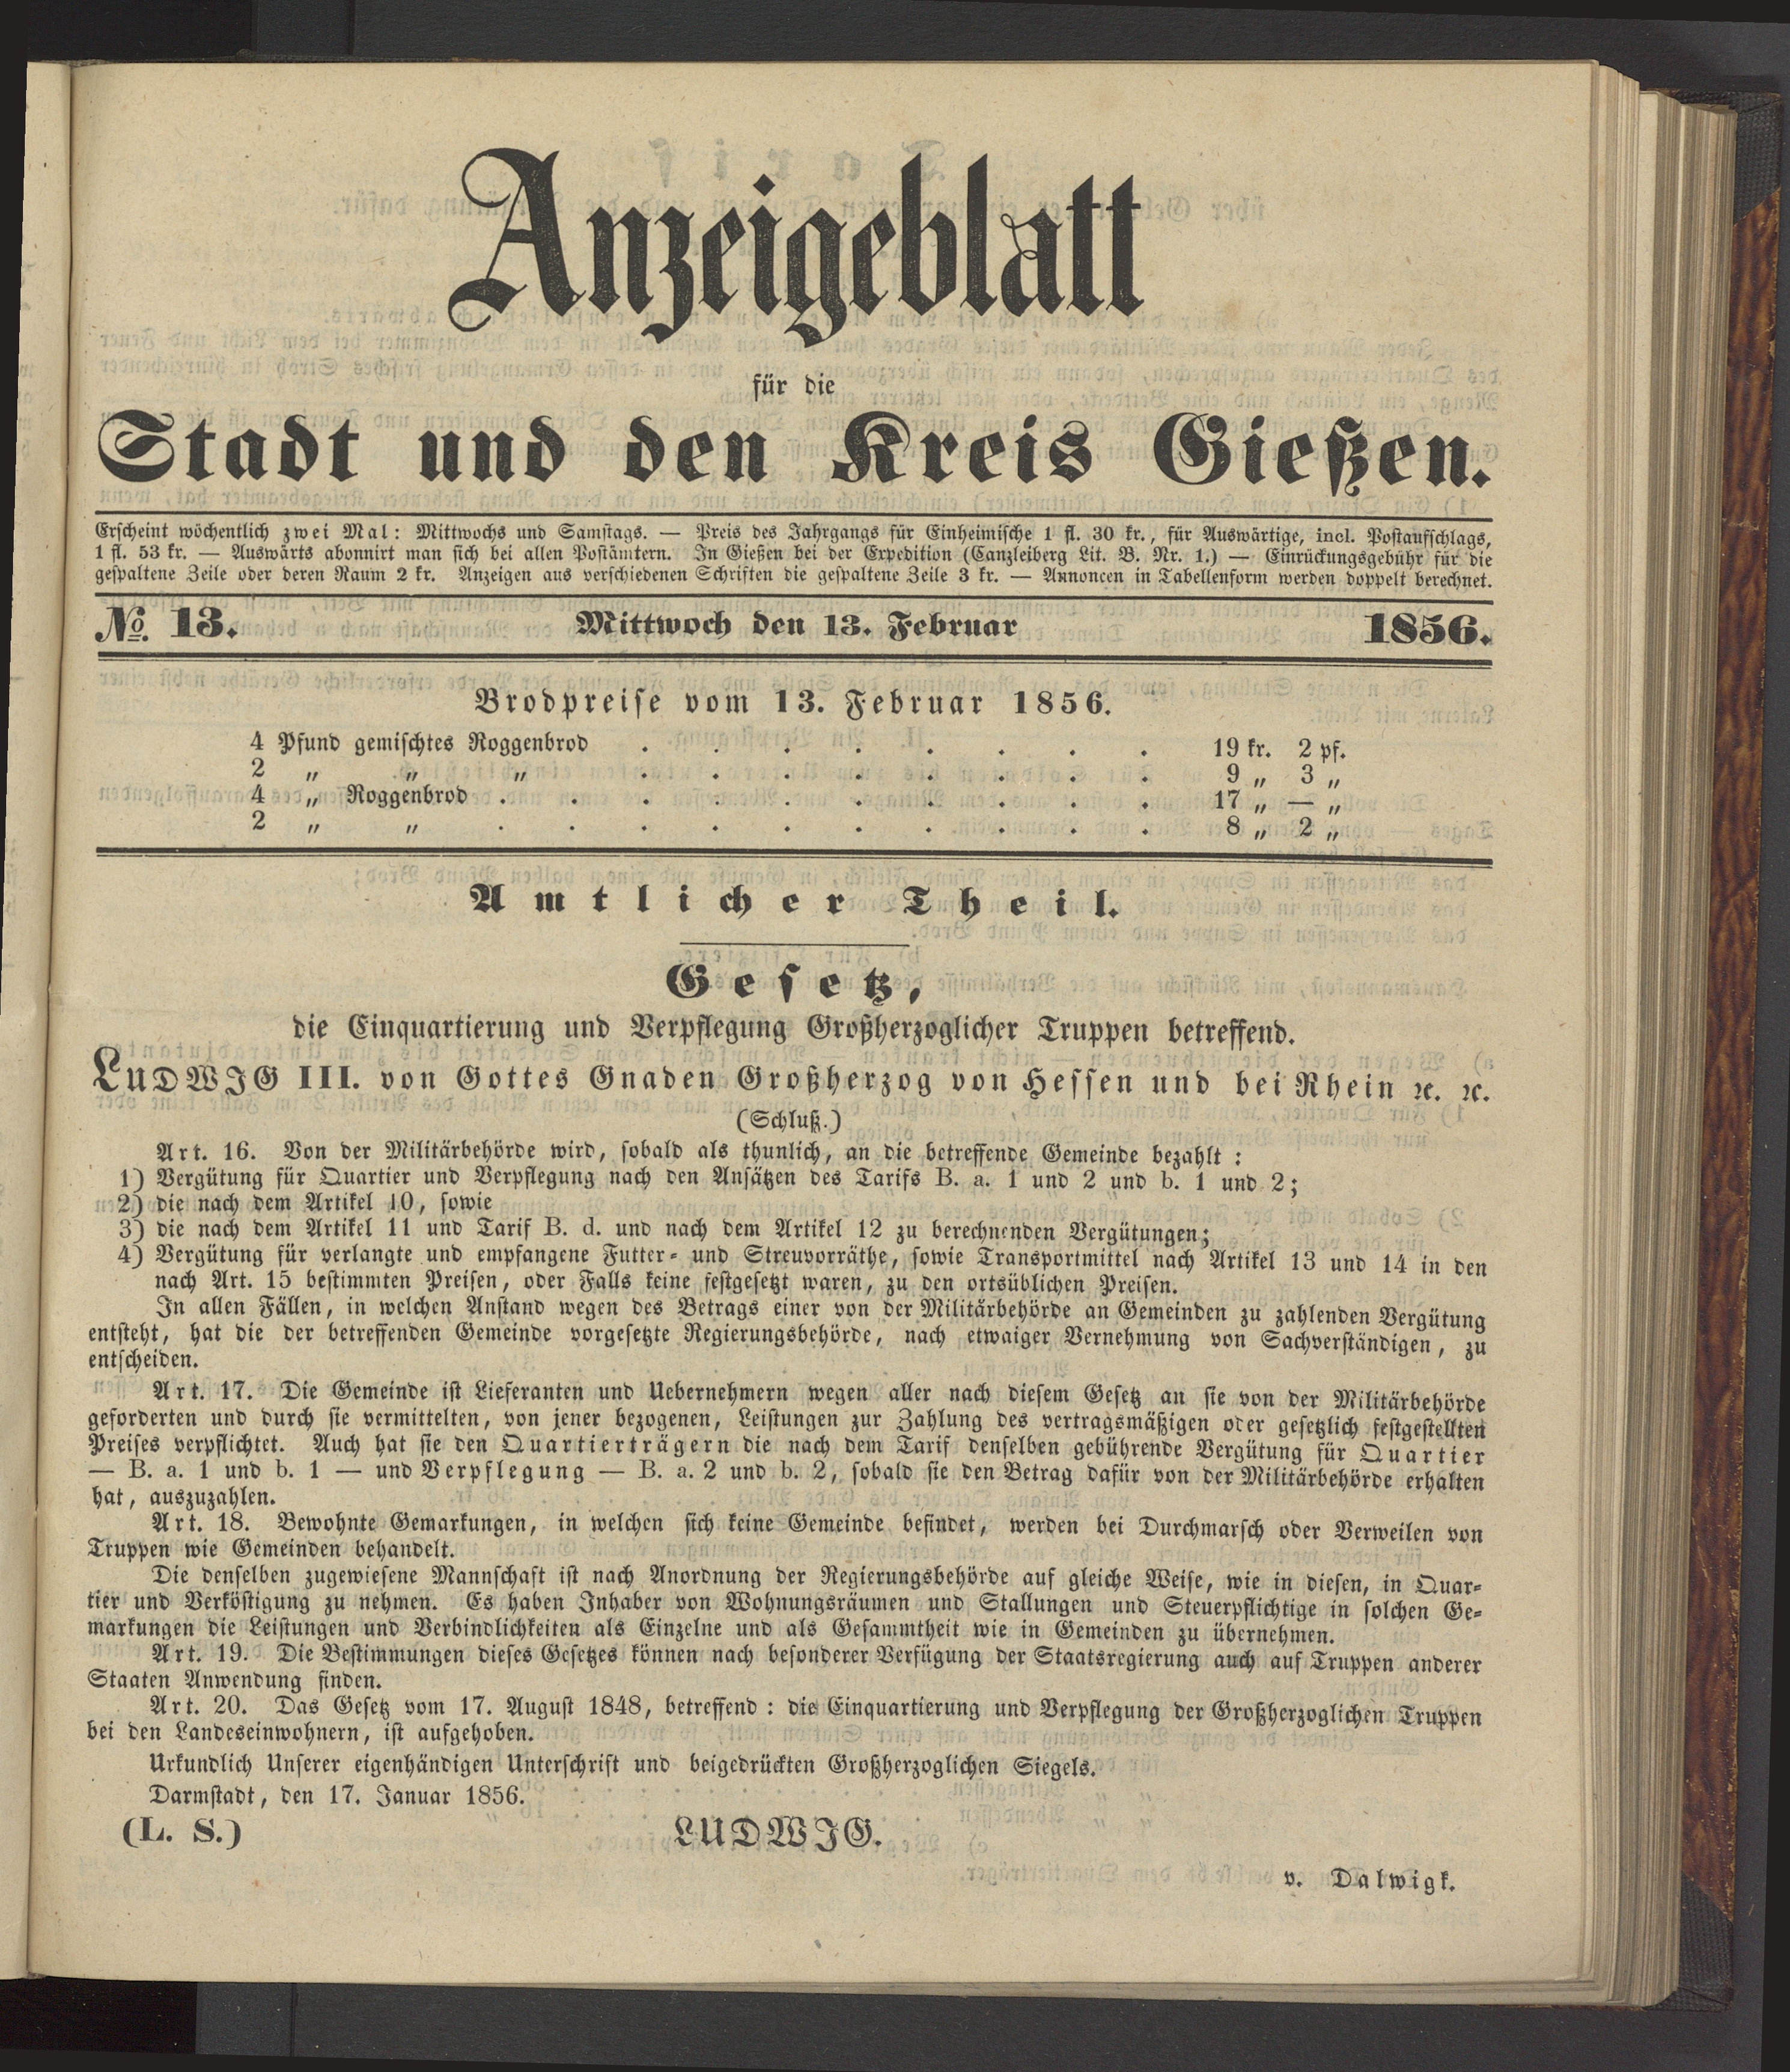 Anzeigeblatt
für die
Stadt und den Kreis Gießen.
Erscheint wöchentlich zwei Mal: Mittwochs und Samstags. — Preis des Jahrgangs für Einheimische 1 fl. 30 kr., für Auswärtige, incl. Postaufschlags,
1 fl. 53 kr. — Auswärts abonnirt man sich bei allen Postämtern. In Gießen bei der Expedition (Canzleiberg Lit. B. Nr. 1.) — Einrückungsgebühr für die
gespaltene Zeile oder deren Raum 2 kr. Anzeigen aus verschiedenen Schriften die gespaltene Zeile 3 kr. — Annoncen in Tabellenform werden doppelt berechnet.
No. 13. Mittwoch den 13. Februar 1856.
Brodpreise vom 13. Februar 1856.
4 Pfund gemischtes Roggenbrod . . . . . . . . 19 kr. 2 pf.
2 „ „ „ . . . . . . . . 9 „ 3 „
4 „ Roggenbrod . . . . . . . . . . 17 „ — „
2 „ „ . . . . . . . . . . 8 „ 2 „
Amtlicher Theil.
Gesetz,
die Einquartierung und Verpflegung Großherzoglicher Truppen betreffend.
LUDWIG III. von Gottes Gnaden Großherzog von Hessen und bei Rhein ꝛc. ꝛc.
(Schluß.)
Art. 16. Von der Militärbehörde wird, sobald als thunlich, an die betreffende Gemeinde bezahlt :
1) Vergütung für Quartier und Verpflegung nach den Ansätzen des Tarifs B. a. 1 und 2 und b. 1 und 2;
2) die nach dem Artikel 10, sowie
3) die nach dem Artikel 11 und Tarif B. d. und nach dem Artikel 12 zu berechnenden Vergütungen;
4) Vergütung für verlangte und empfangene Futter- und Streuvorräthe, sowie Transportmittel nach Artikel 13 und 14 in den
nach Art. 15 bestimmten Preisen, oder Falls keine festgesetzt waren, zu den ortsüblichen Preisen.
In allen Fällen, in welchen Anstand wegen des Betrags einer von der Militärbehörde an Gemeinden zu zahlenden Vergütung
entsteht, hat die der betreffenden Gemeinde vorgesetzte Regierungsbehörde, nach etwaiger Vernehmung von Sachverständigen, zu
entscheiden.
Art. 17. Die Gemeinde ist Lieferanten und Uebernehmern wegen aller nach diesem Gesetz an sie von der Militärbehörde
geforderten und durch sie vermittelten, von jener bezogenen, Leistungen zur Zahlung des vertragsmäßigen oder gesetzlich festgestellten
Preises verpflichtet. Auch hat sie den Quartierträgern die nach dem Tarif denselben gebührende Vergütung für Quartier
— B. a. 1 und b. 1 — und Verpflegung — B. a. 2 und b. 2, sobald sie den Betrag dafür von der Militärbehörde erhalten
hat, auszuzahlen.
Art. 18. Bewohnte Gemarkungen, in welchen sich keine Gemeinde befindet, werden bei Durchmarsch oder Verweilen von
Truppen wie Gemeinden behandelt.
Die denselben zugewiesene Mannschaft ist nach Anordnung der Regierungsbehörde auf gleiche Weise, wie in diesen, in Quar-
tier und Verköstigung zu nehmen. Es haben Inhaber von Wohnungsräumen und Stallungen und Steuerpflichtige in solchen Ge-
markungen die Leistungen und Verbindlichkeiten als Einzelne und als Gesammtheit wie in Gemeinden zu übernehmen.
Art. 19. Die Bestimmungen dieses Gesetzes können nach besonderer Verfügung der Staatsregierung auch auf Truppen anderer
Staaten Anwendung finden.
Art. 20. Das Gesetz vom 17. August 1848, betreffend : die Einquartierung und Verpflegung der Großherzoglichen Truppen
bei den Landeseinwohnern, ist aufgehoben.
Urkundlich Unserer eigenhändigen Unterschrift und beigedrückten Großherzoglichen Siegels.
Darmstadt, den 17. Januar 1856.
(L. S.) LUDWIG.
v. Dalwigk.